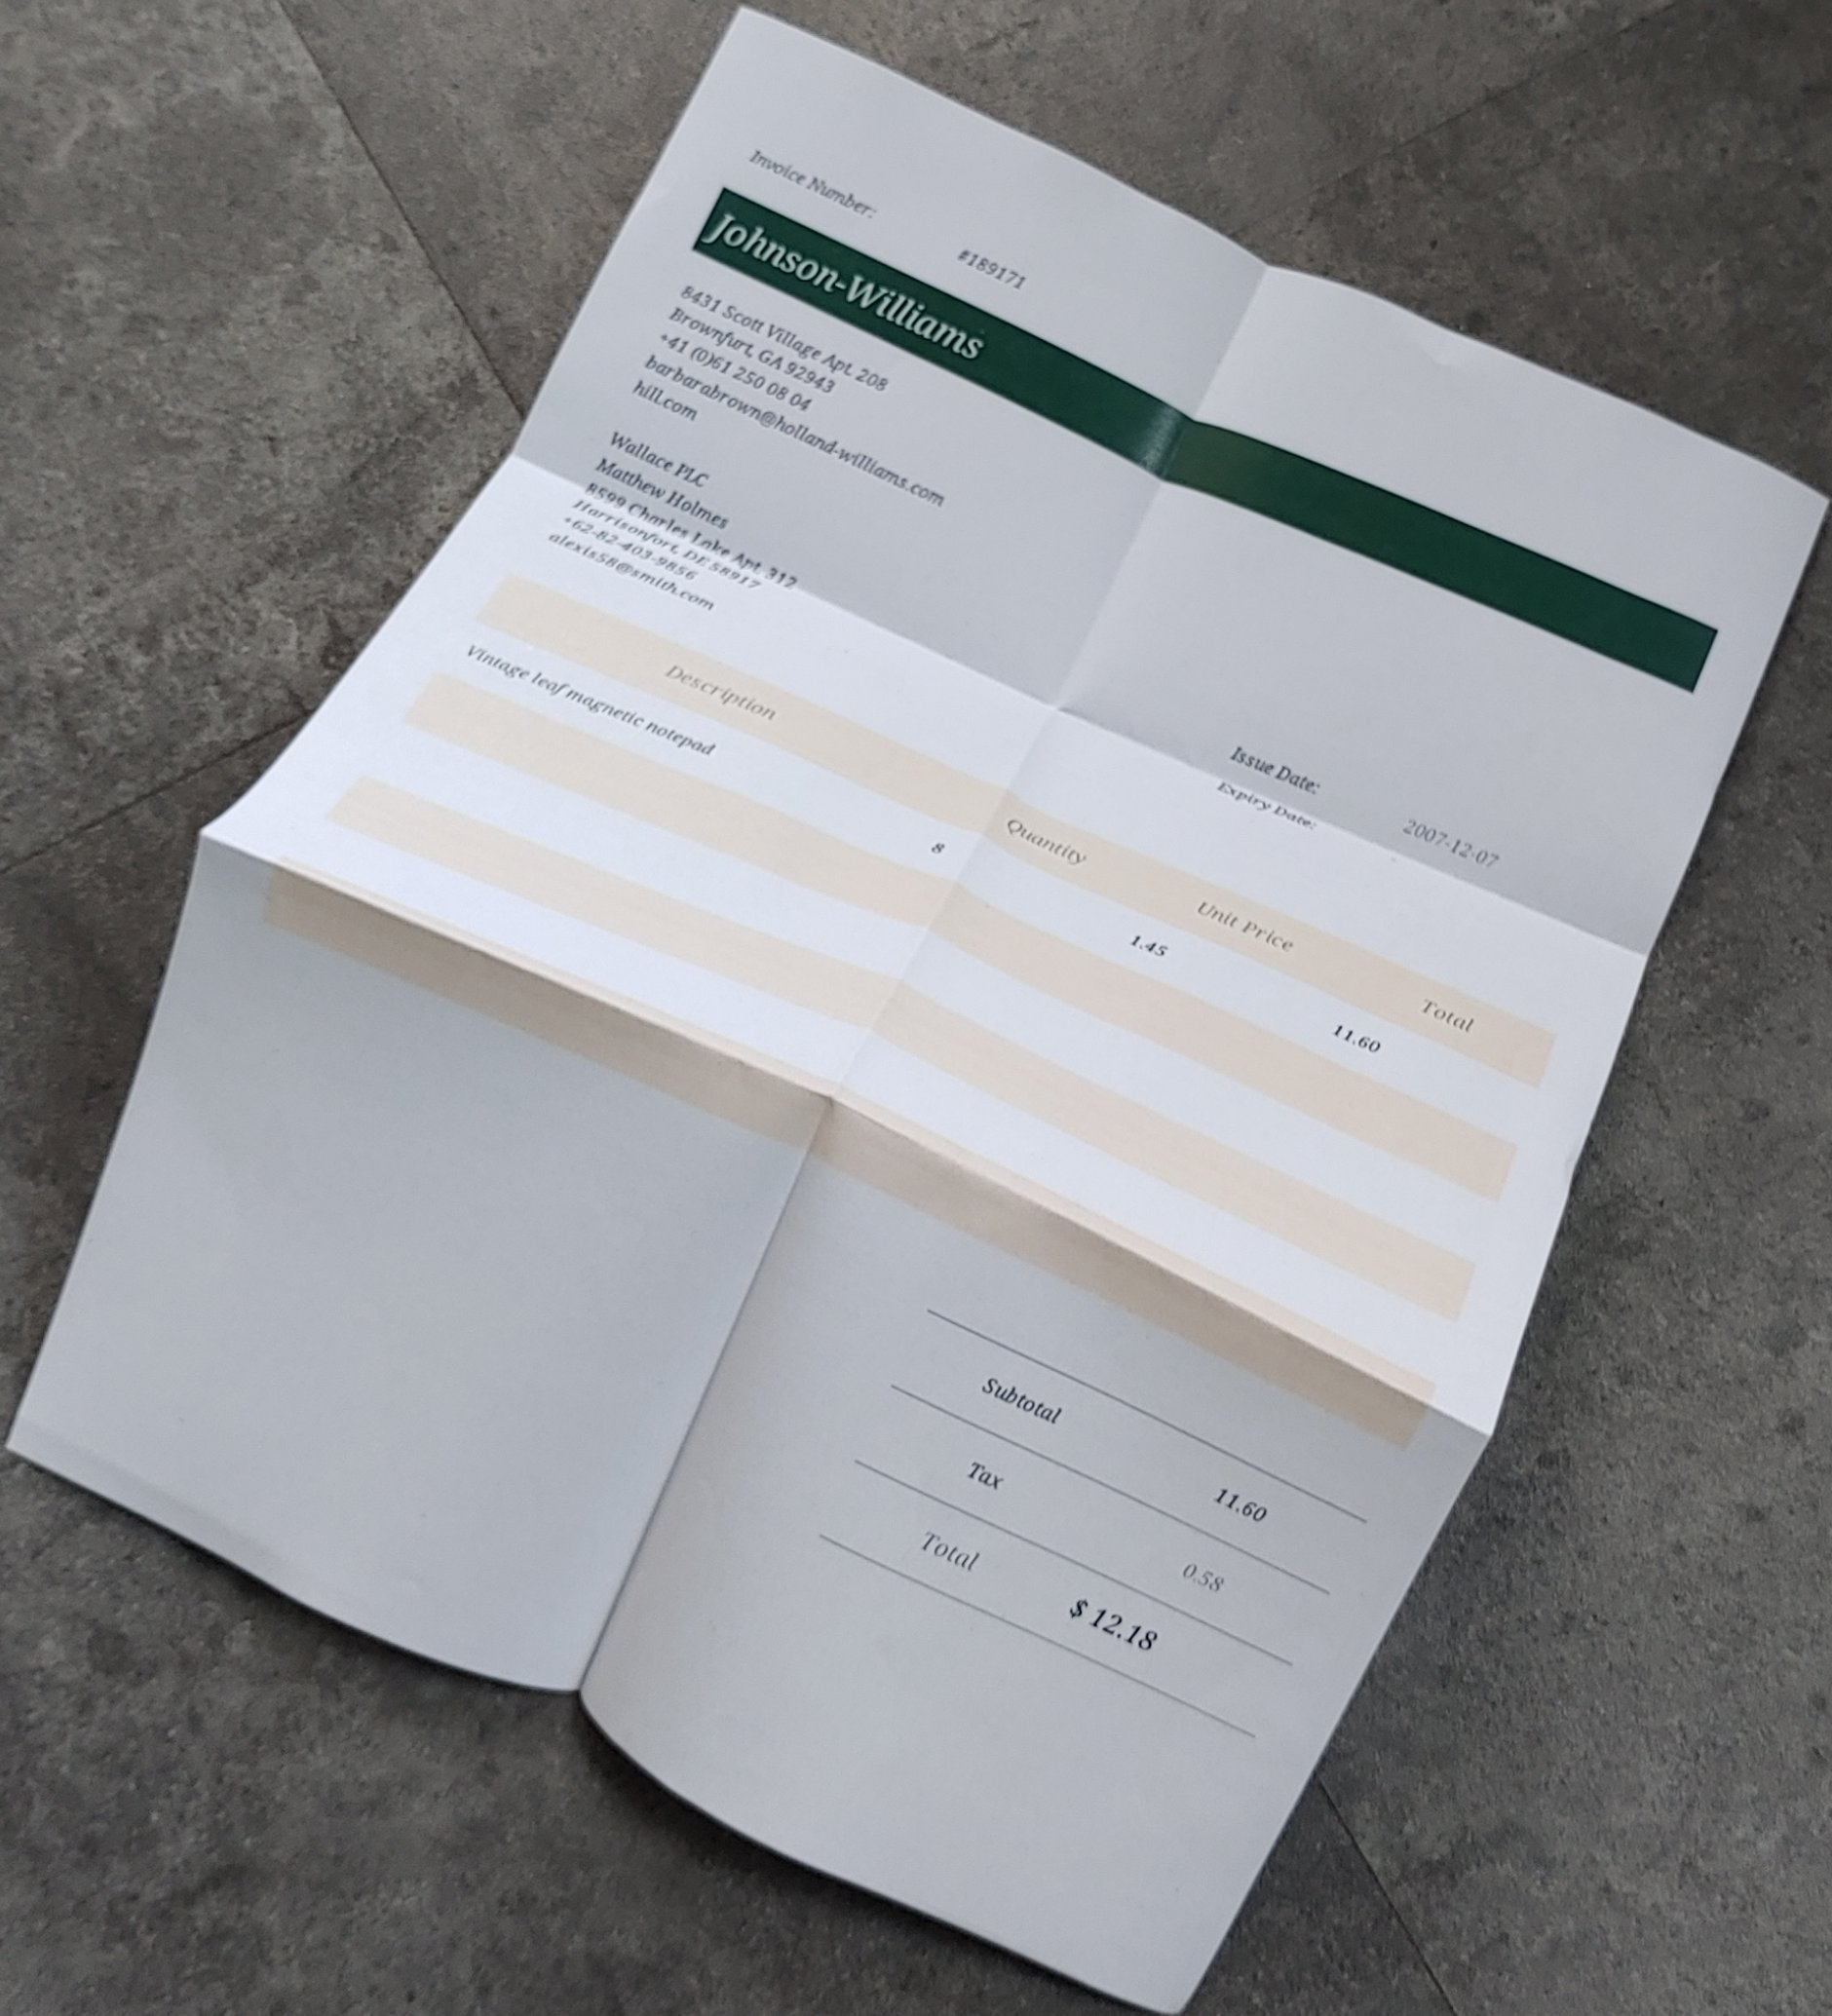 Invoice Number: #189171
Johnson-Williams
8431 Scott Village Apt. 208
Brownfurt, GA 92943
+41 (0)61 250 08 04
barbarabrown@holland-williams.com
hill.com
Wallace PLC
Matthew Holmes
8599 Charles Lake Apt. 312
Harrisonfort, DE 58917
+62-82-403-9856
alexis58@smith.com
Issue Date: 2007-12-07
Expiry Date:
Description Quantity Unit Price Total
Vintage leaf magnetic notepad 8 1.45 11.60
Subtotal 11.60
Tax 0.58
Total $ 12.18